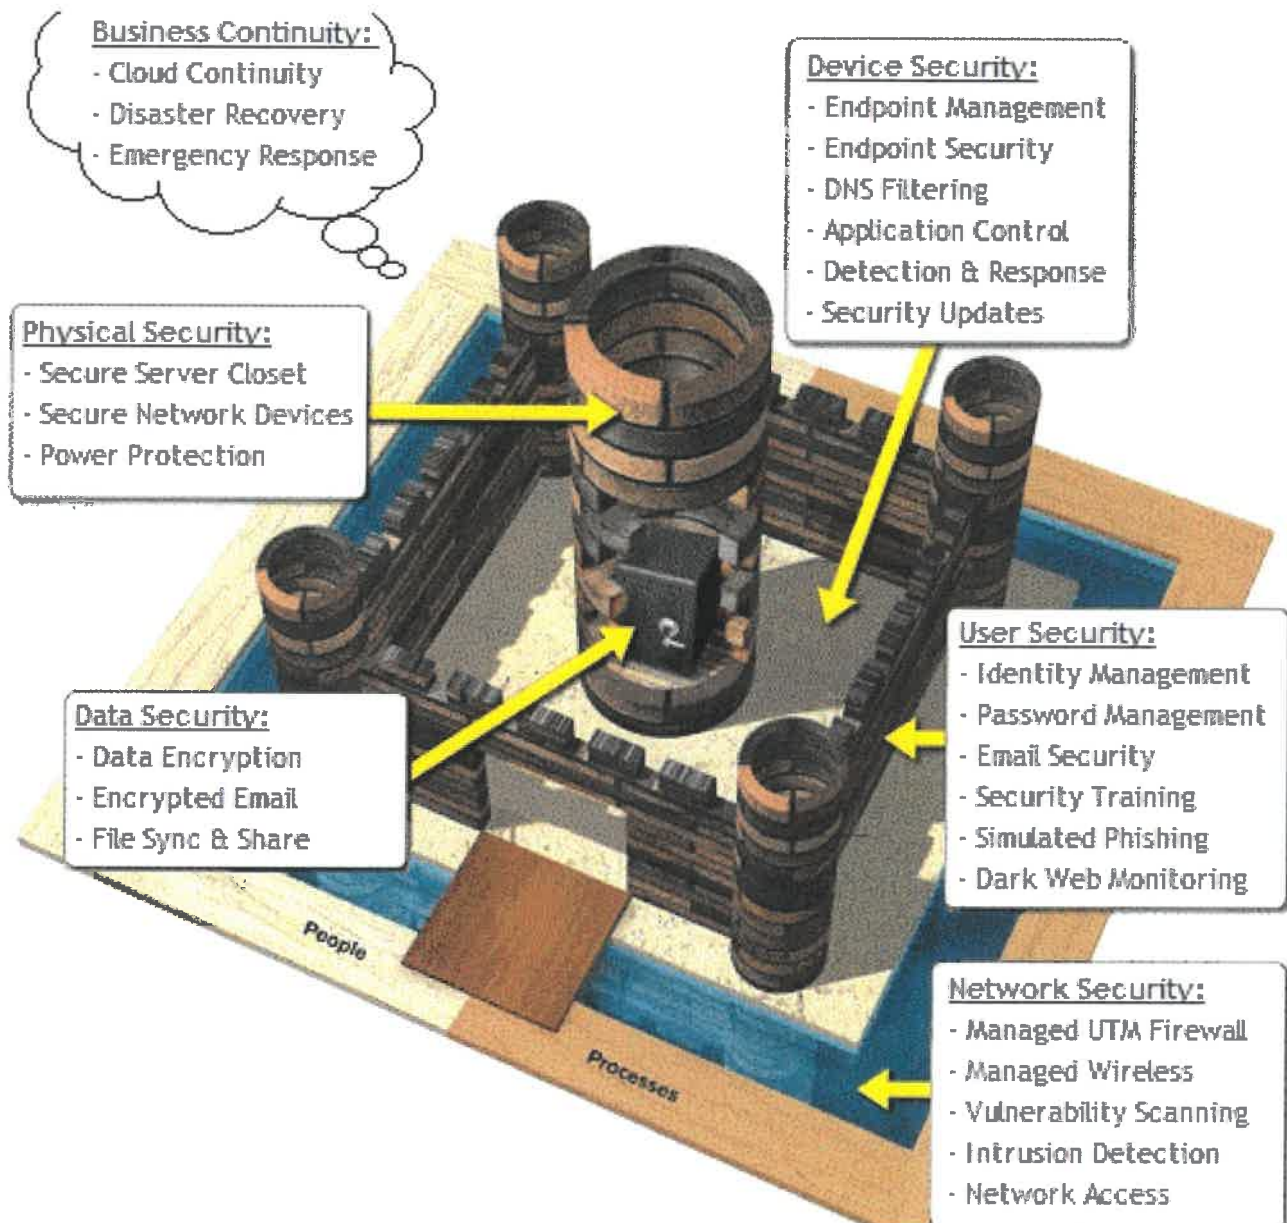 Business Continuity:
- Cloud Continuity
- Disaster Recovery
- Emergency Response
Device Security:
- Endpoint Management
- Endpoint Security
- DNS Filtering
- Application Control
- Detection & Response
- Security Updates
Physical Security:
- Secure Server Closet
- Secure Network Devices
- Power Protection
User Security:
- Identity Management
- Password Management
- Email Security
- Security Training
- Simulated Phishing
- Dark Web Monitoring
Data Security:
- Data Encryption
- Encrypted Email
- File Sync & Share
People
Processes
Network Security:
- Managed UTM Firewall
- Managed Wireless
- Vulnerability Scanning
- Intrusion Detection
- Network Access